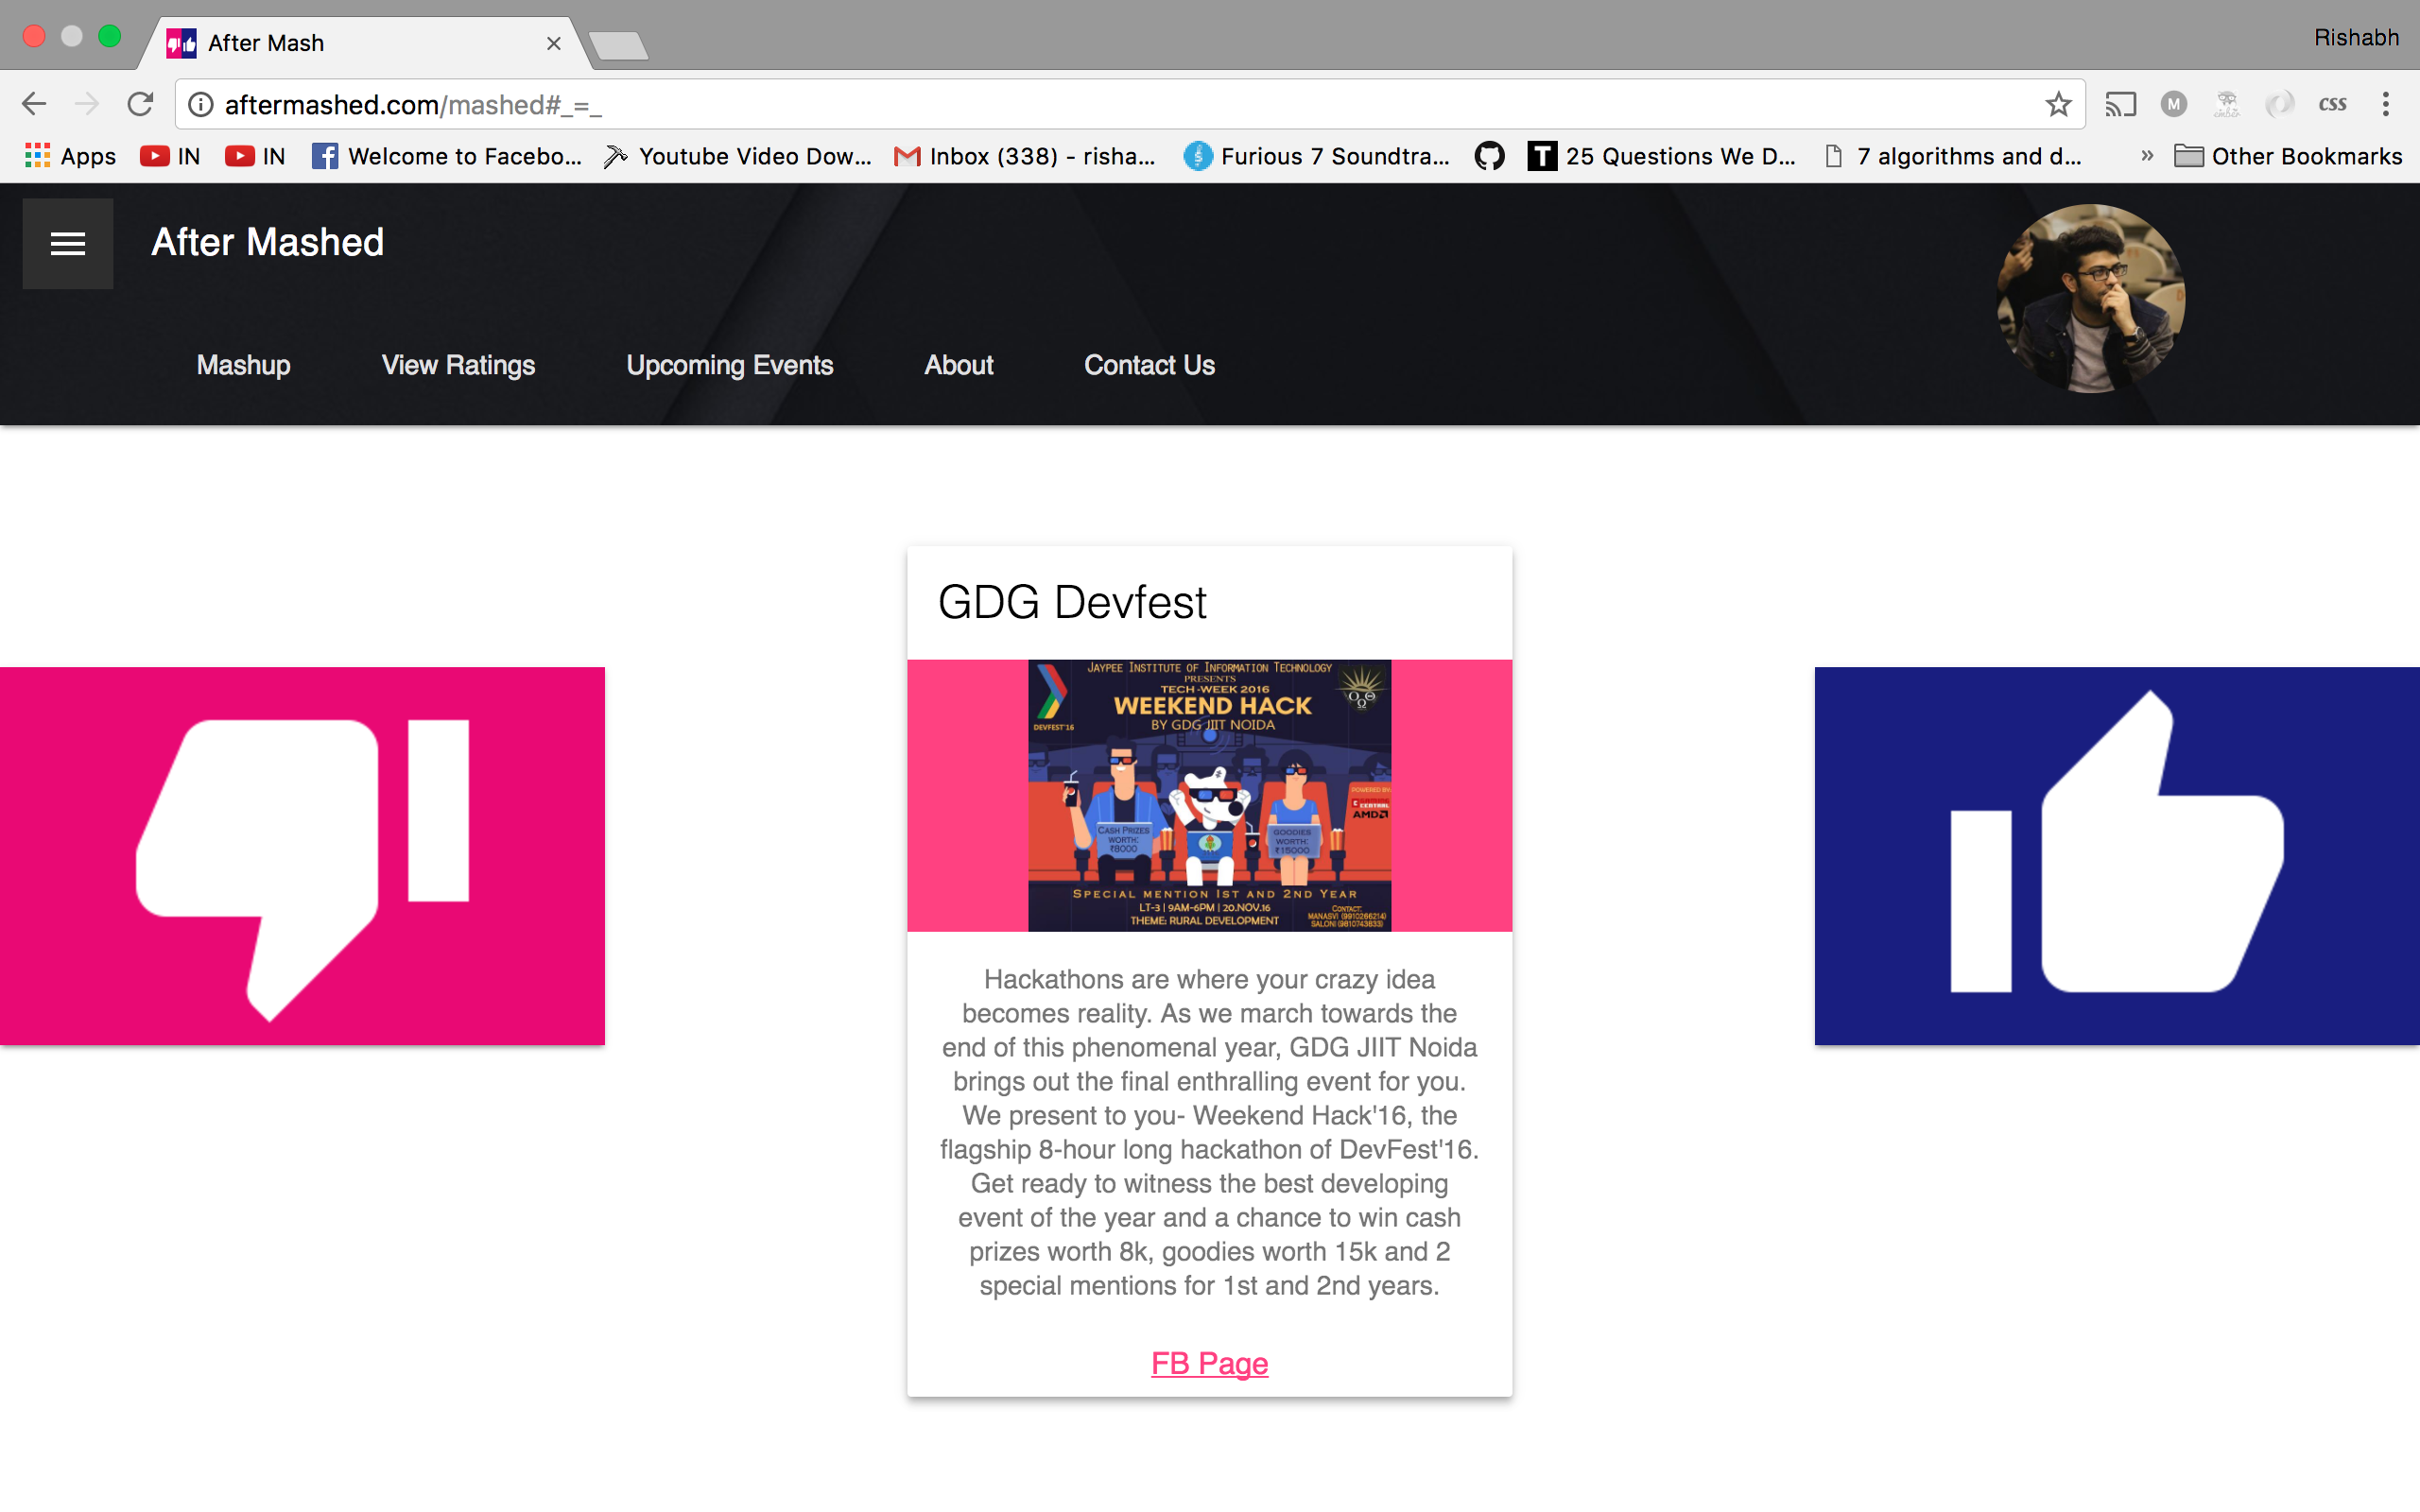 After Mash
Rishabh
aftermashed.com/mashed#_=_
M
css
Apps
IN
IN
Welcome to Facebo...
Youtube Video Dow...
Inbox (338) - risha...
Furious 7 Soundtra...
T
25 Questions We D...
7 algorithms and d...
»
Other Bookmarks
After Mashed
Mashup
View Ratings
Upcoming Events
About
Contact Us
GDG Devfest
JAYPEE INSTITUTE OF INFORMATION TECHNOLOGY
PRESENTS
TECH-WEEK 2016
WEEKEND HACK
BY GDG JIIT NOIDA
DEVFEST'16
POWERED BY:
CENTRAL
AMD
CASH PRIZES
WORTH:
₹8000
GOODIES
WORTH:
₹15000
SPECIAL MENTION 1ST AND 2ND YEAR
LT-3 | 9AM-6PM | 20.NOV.16
THEME: RURAL DEVELOPMENT
CONTACT:
MANASVI (9910266214)
SALONI (9810743833)
Hackathons are where your crazy idea
becomes reality. As we march towards the
end of this phenomenal year, GDG JIIT Noida
brings out the final enthralling event for you.
We present to you- Weekend Hack'16, the
flagship 8-hour long hackathon of DevFest'16.
Get ready to witness the best developing
event of the year and a chance to win cash
prizes worth 8k, goodies worth 15k and 2
special mentions for 1st and 2nd years.
FB Page